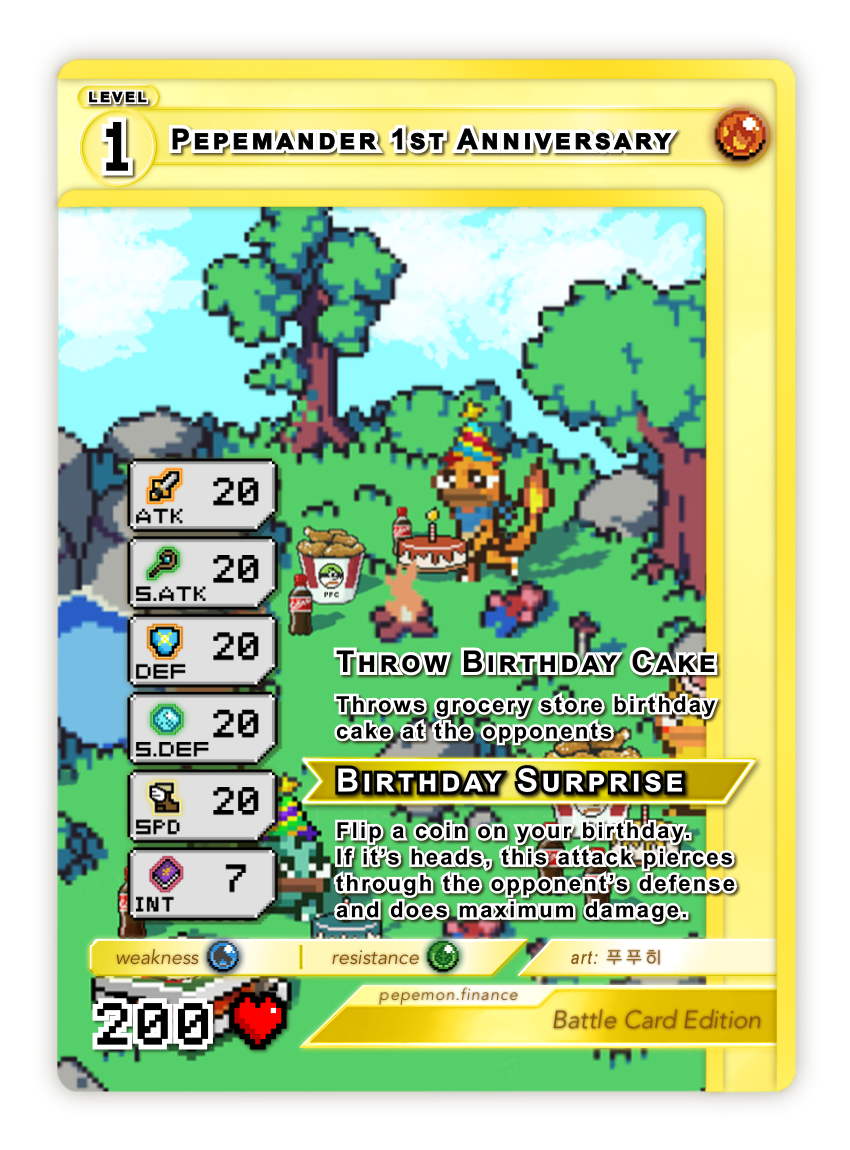 LEVEL
1
Pepemander 1st Anniversary
ATK 20
S.ATK 20
DEF 20
S.DEF 20
SPD 20
INT 7
PFC
Throw Birthday Cake
Throws grocery store birthday
cake at the opponents
Birthday Surprise
Flip a coin on your birthday.
If it's heads, this attack pierces
through the opponent's defense
and does maximum damage.
weakness
resistance
art: 푸푸히
200
pepemon.finance
Battle Card Edition